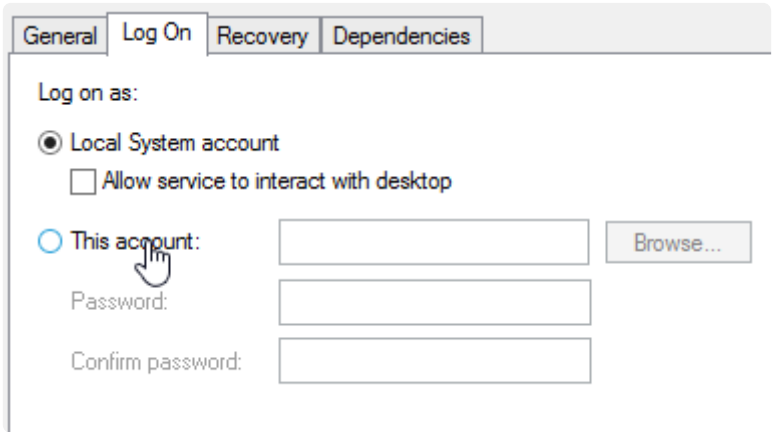 General Log On Recovery Dependencies
Log on as:
Local System account
Allow service to interact with desktop
This account: Browse...
Password:
Confirm password: